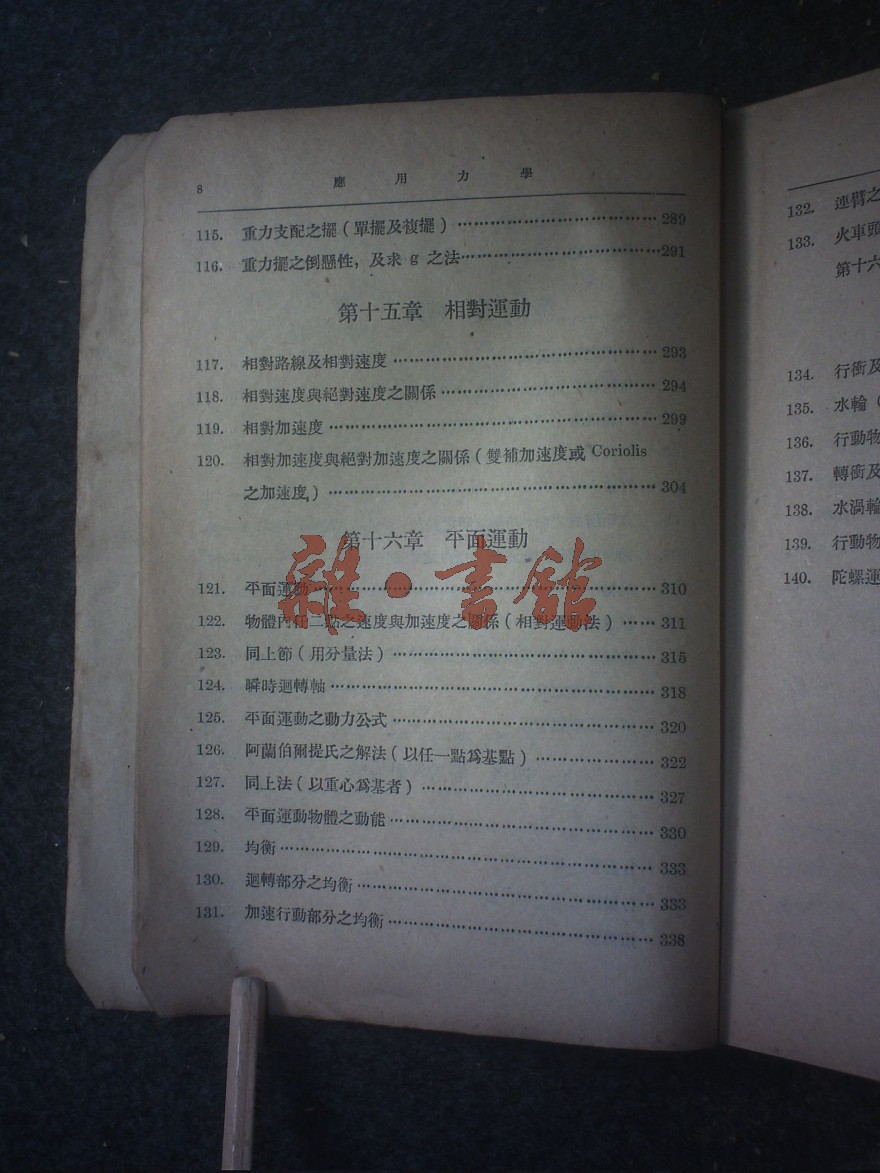 8 應用力學
115. 重力支配之擺（單擺及複擺）……289
116. 重力擺之倒懸性，及求 g 之法……291
第十五章 相對運動
117. 相對路線及相對速度……293
118. 相對速度與絕對速度之關係……294
119. 相對加速度……299
120. 相對加速度與絕對加速度之關係（雙補加速度或 Coriolis
之加速度）……304
第十六章 平面運動
121. 平面運動……310
122. 物體內任二點之速度與加速度之關係（相對運動法）……311
123. 同上節（用分量法）……315
124. 瞬時迴轉軸……318
125. 平面運動之動力公式……320
126. 阿蘭伯爾提氏之解法（以任一點爲基點）……322
127. 同上法（以重心爲基者）……327
128. 平面運動物體之動能……330
129. 均衡……333
130. 迴轉部分之均衡……333
131. 加速行動部分之均衡……338
雜·書館
132. 連臂之
133. 火車頭
第十六
134. 行衝及
135. 水輪（
136. 行動物
137. 轉衝及
138. 水渦輪
139. 行動物
140. 陀螺運